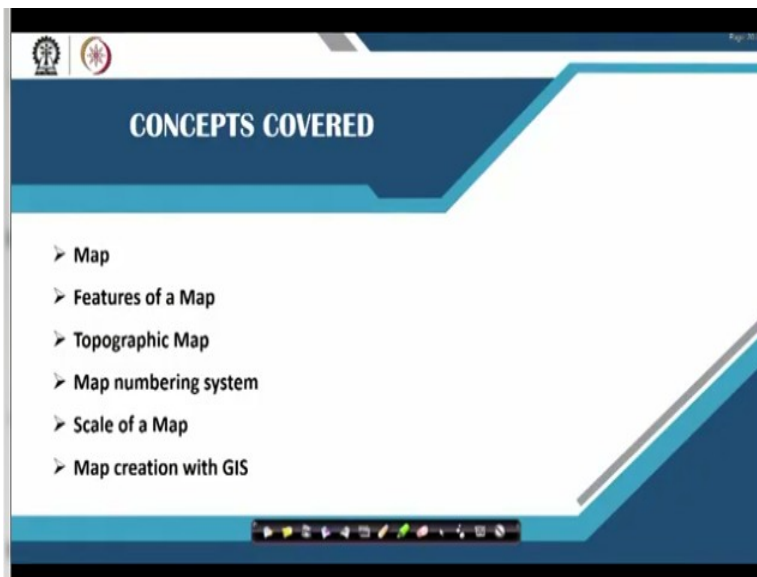 CONCEPTS COVERED
➤ Map
➤ Features of a Map
➤ Topographic Map
➤ Map numbering system
➤ Scale of a Map
➤ Map creation with GIS